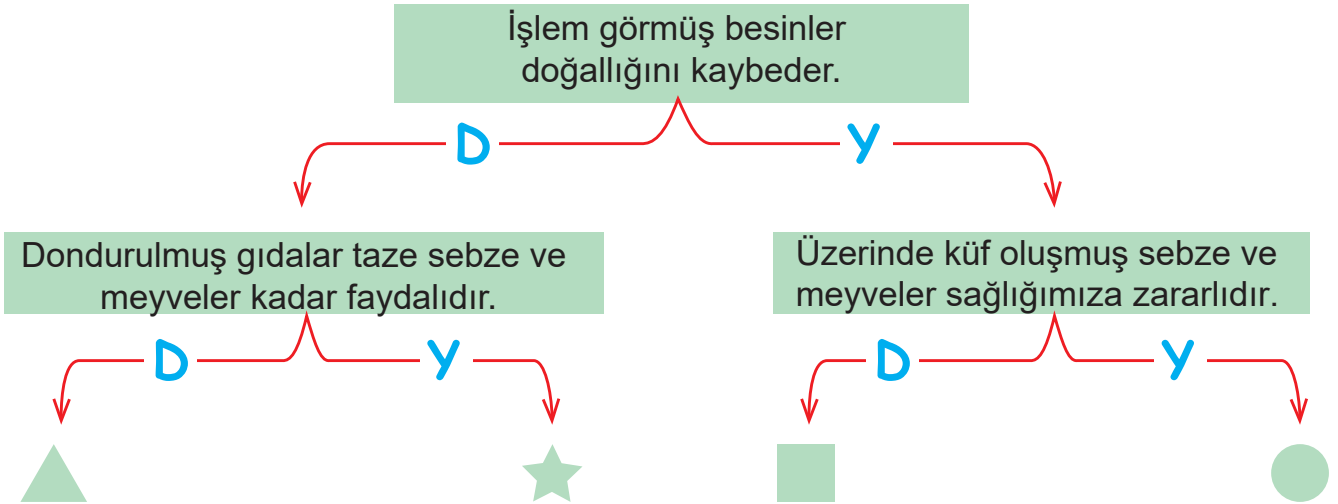 İşlem görmüş besinler
doğallığını kaybeder.
D
Y
Dondurulmuş gıdalar taze sebze ve
meyveler kadar faydalıdır.
Üzerinde küf oluşmuş sebze ve
meyveler sağlığımıza zararlıdır.
D
Y
D
Y